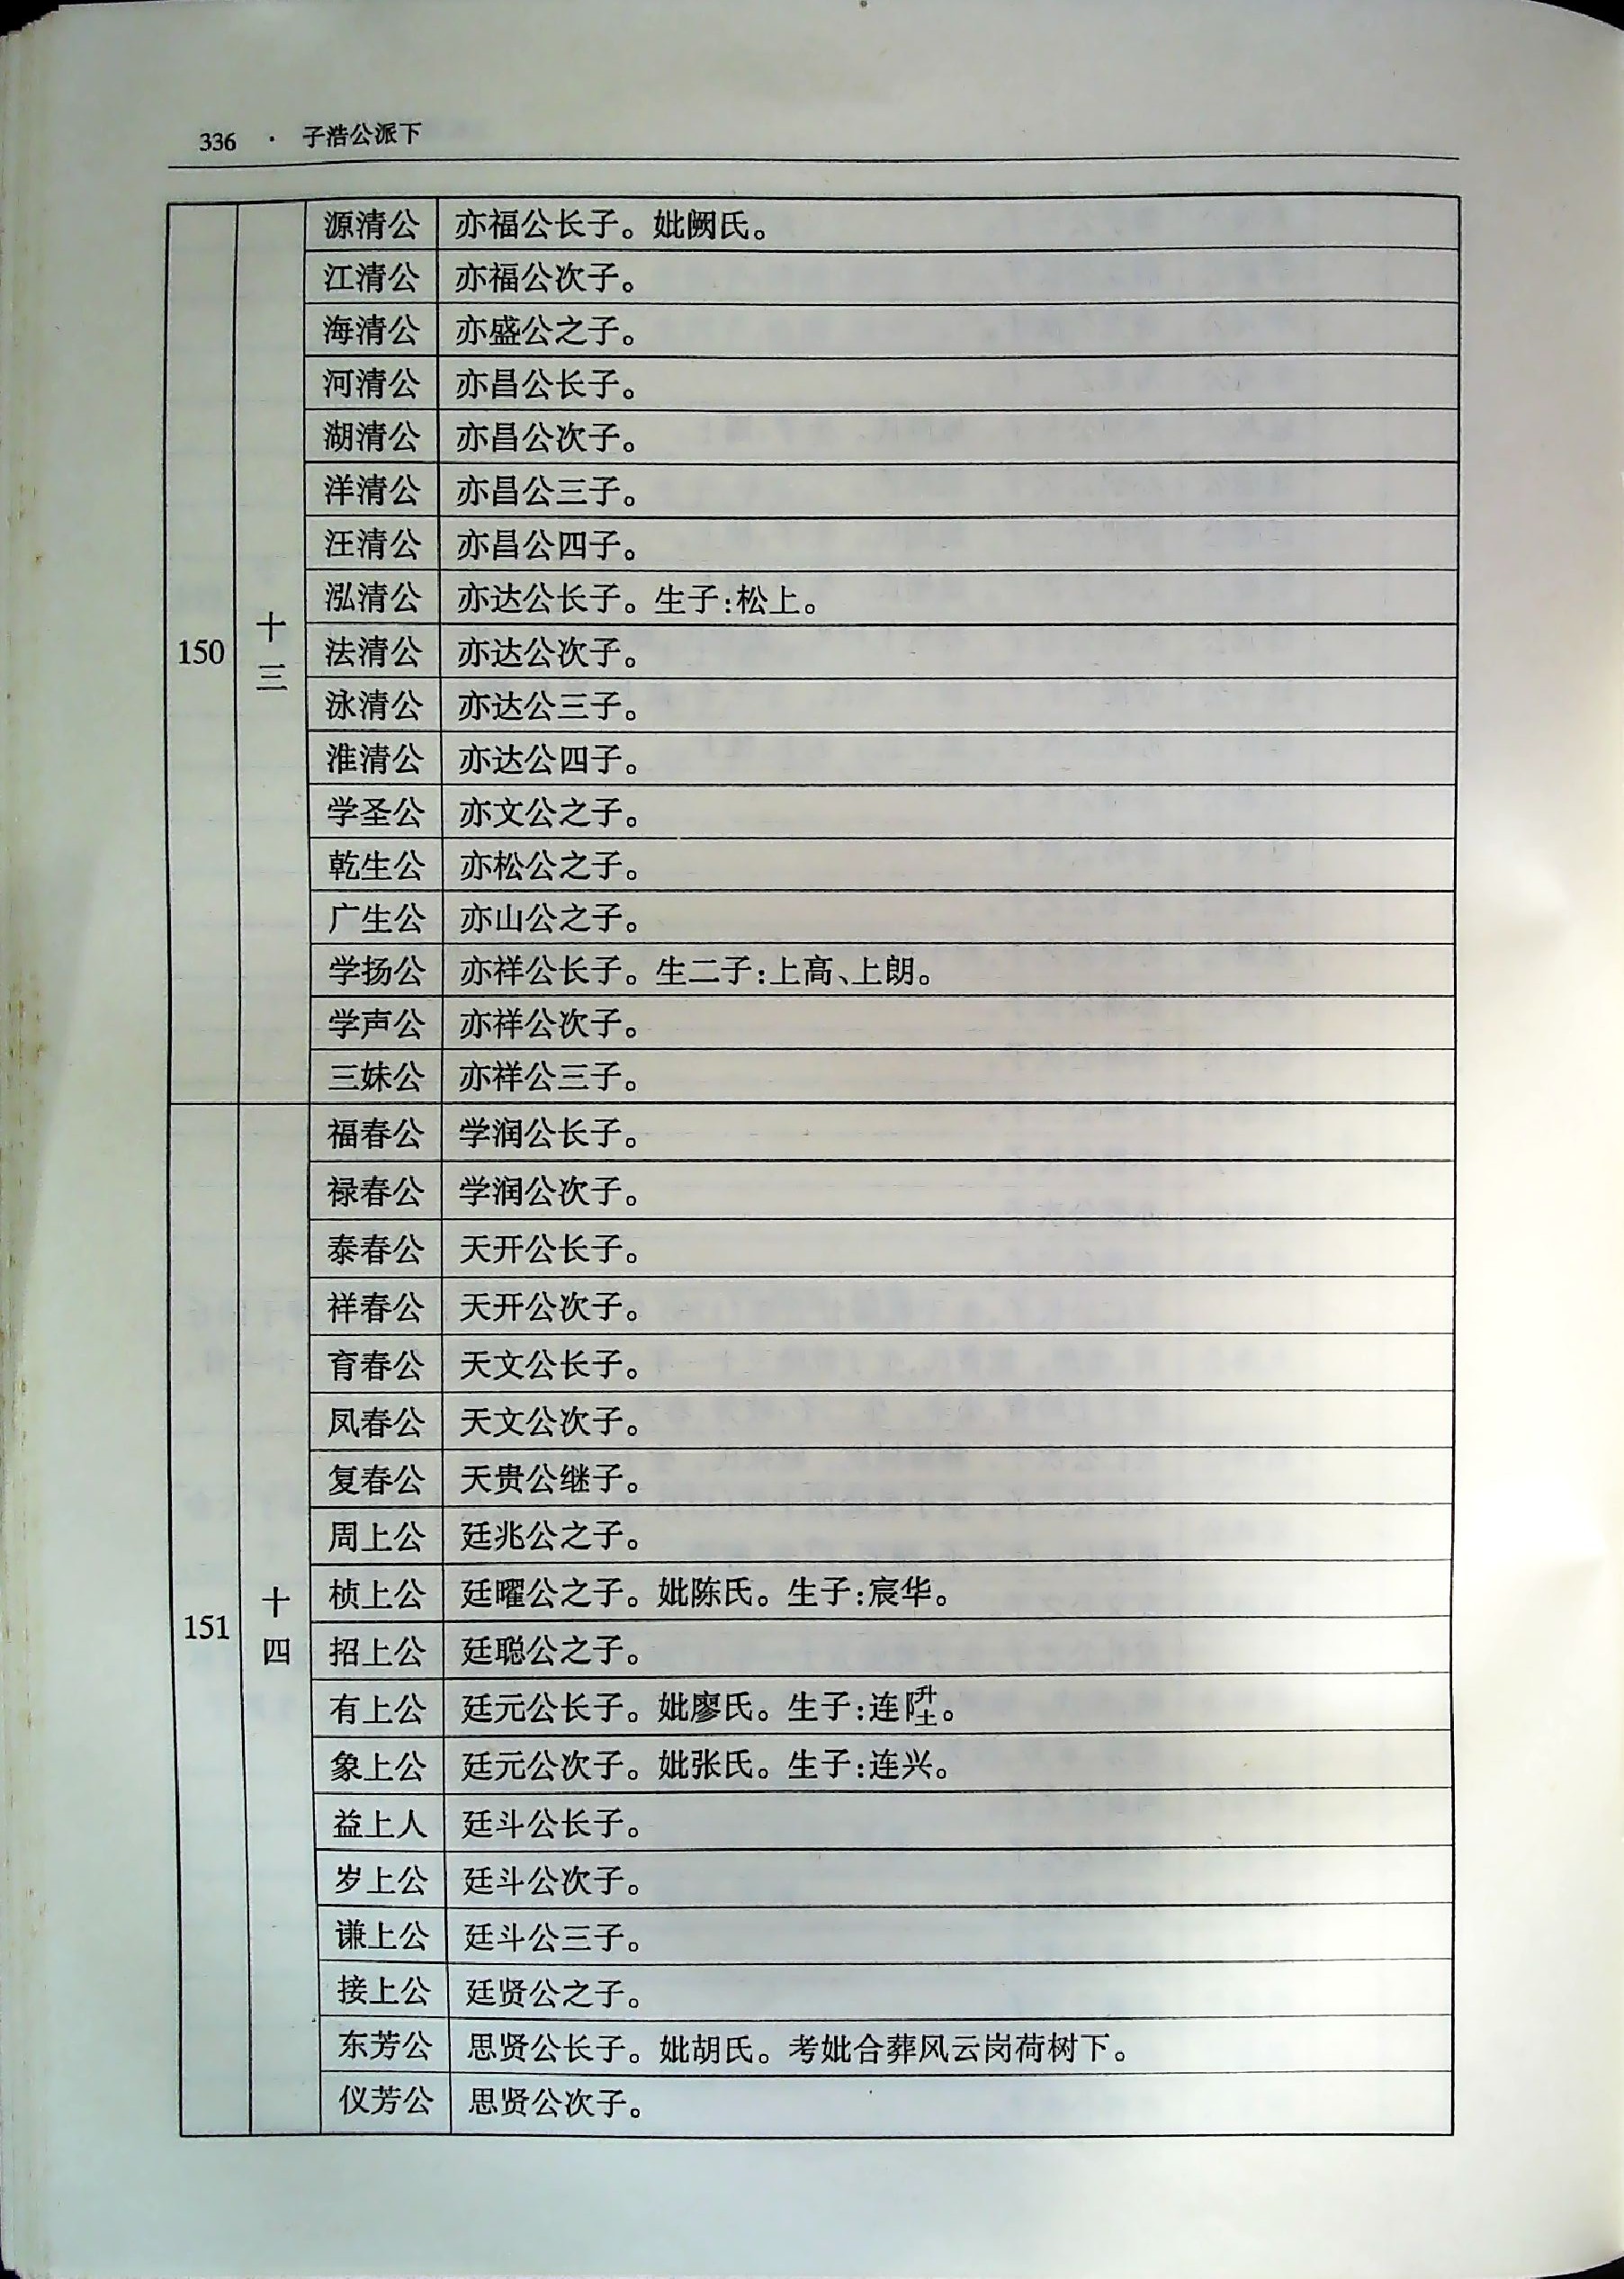 336 · 子浩公派下
150
十三
源清公 亦福公长子。妣阙氏。
江清公 亦福公次子。
海清公 亦盛公之子。
河清公 亦昌公长子。
湖清公 亦昌公次子。
洋清公 亦昌公三子。
汪清公 亦昌公四子。
泓清公 亦达公长子。生子:松上。
法清公 亦达公次子。
泳清公 亦达公三子。
淮清公 亦达公四子。
学圣公 亦文公之子。
乾生公 亦松公之子。
广生公 亦山公之子。
学扬公 亦祥公长子。生二子:上高、上朗。
学声公 亦祥公次子。
三妹公 亦祥公三子。
151
十四
福春公 学润公长子。
禄春公 学润公次子。
泰春公 天开公长子。
祥春公 天开公次子。
育春公 天文公长子。
凤春公 天文公次子。
复春公 天贵公继子。
周上公 廷兆公之子。
桢上公 廷曜公之子。妣陈氏。生子:宸华。
招上公 廷聪公之子。
有上公 廷元公长子。妣廖氏。生子:连陞。
象上公 廷元公次子。妣张氏。生子:连兴。
益上人 廷斗公长子。
岁上公 廷斗公次子。
谦上公 廷斗公三子。
接上公 廷贤公之子。
东芳公 思贤公长子。妣胡氏。考妣合葬风云岗荷树下。
仪芳公 思贤公次子。